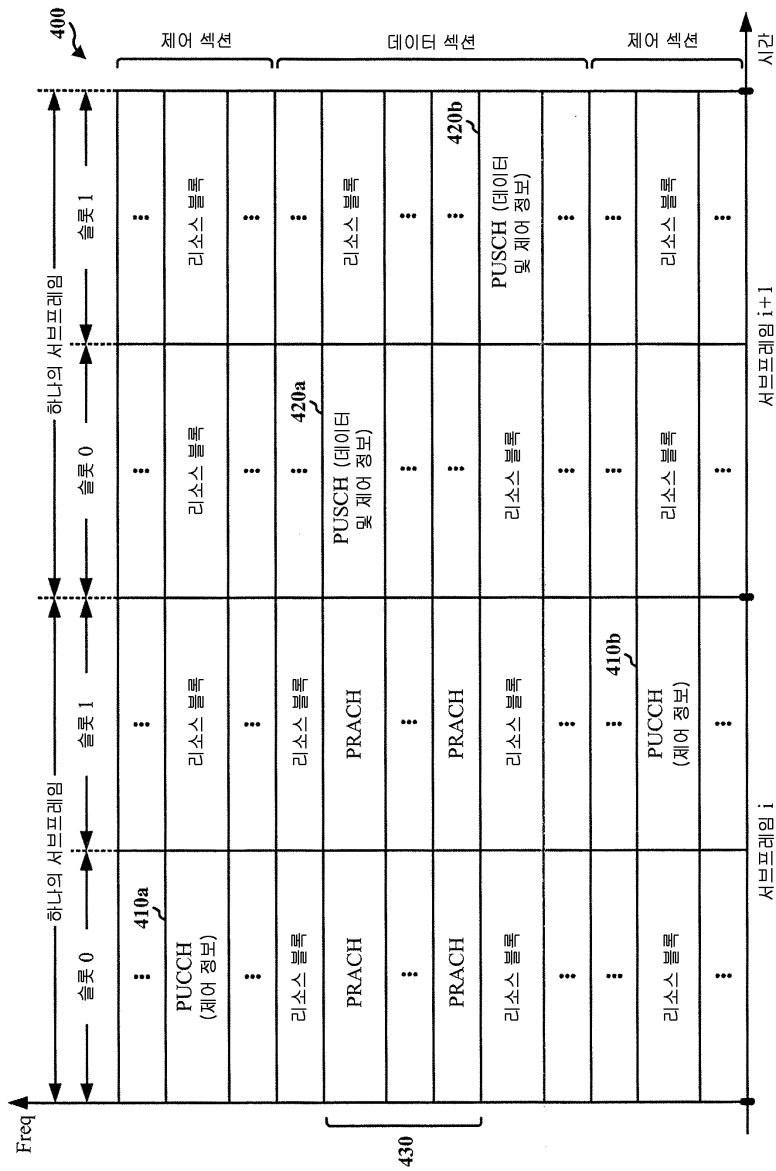 400
Freq
하나의 서브프레임
하나의 서브프레임
슬롯 0
슬롯 1
슬롯 0
슬롯 1
제어 섹션
... ... ... ...
410a
PUCCH
(제어 정보)
리소스 블록
리소스 블록
리소스 블록
... ... ... ...
데이터 섹션
리소스 블록
리소스 블록
... ...
420a
430
PRACH
PRACH
PUSCH (데이터
및 제어 정보)
리소스 블록
... ... ... ...
PRACH
PRACH
... ...
420b
리소스 블록
리소스 블록
리소스 블록
PUSCH (데이터
및 제어 정보)
... ... ... ...
제어 섹션
... ... ... ...
410b
리소스 블록
PUCCH
(제어 정보)
리소스 블록
리소스 블록
... ... ... ...
서브프레임 i
서브프레임 i+1
시간